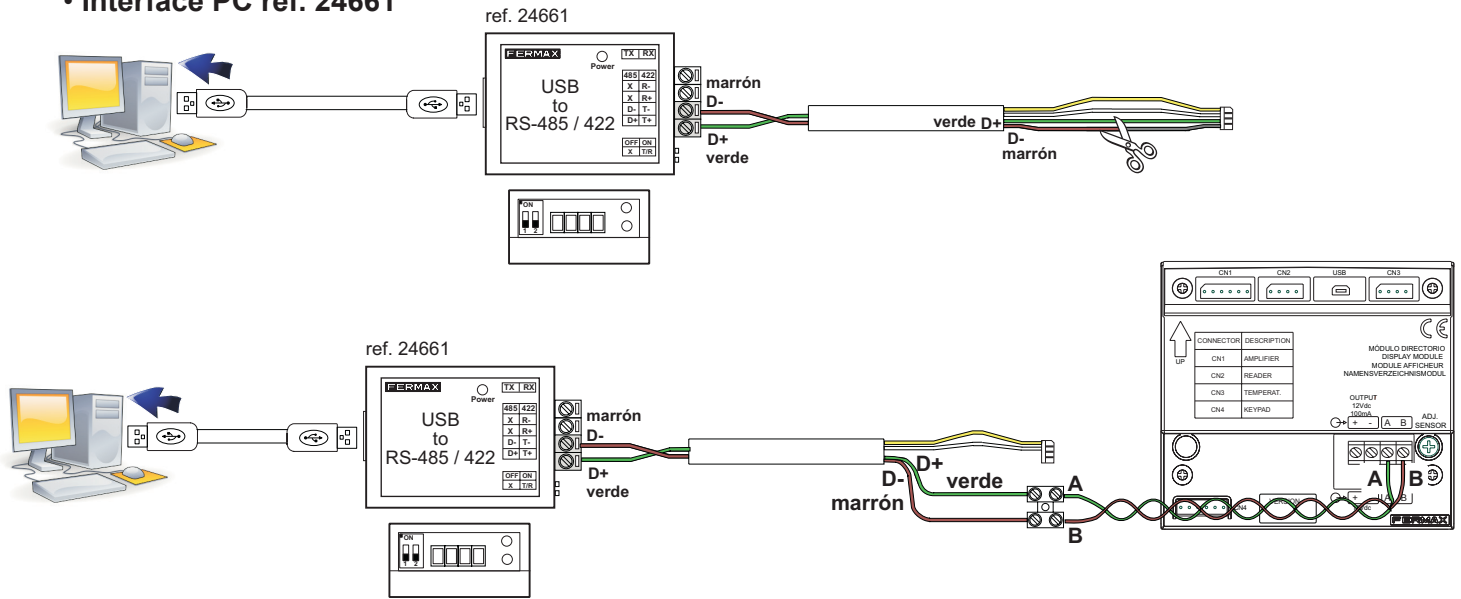 • Interface PC ref. 24661
ref. 24661
FERMAX
Power
TX RX
USB
to
RS-485 / 422
485 422
X R-
X R+
D- T-
D+ T+
OFF ON
X T/R
marrón
D-
D+
verde
verde D+
D-
marrón
ON
1 2
ref. 24661
FERMAX
Power
TX RX
USB
to
RS-485 / 422
485 422
X R-
X R+
D- T-
D+ T+
OFF ON
X T/R
marrón
D-
D+
verde
D+
verde
D-
marrón
A
B
ON
1 2
CN1 CN2 USB CN3
UP
CONNECTOR DESCRIPTION
CN1 AMPLIFIER
CN2 READER
CN3 TEMPERAT.
CN4 KEYPAD
CE
MÓDULO DIRECTORIO
DISPLAY MODULE
MODULE AFFICHEUR
NAMENSVERZEICHNISMODUL
OUTPUT
12Vdc
100mA
+ - A B
ADJ.
SENSOR
A B
CN4
VERSION
+ A B
FERMAX